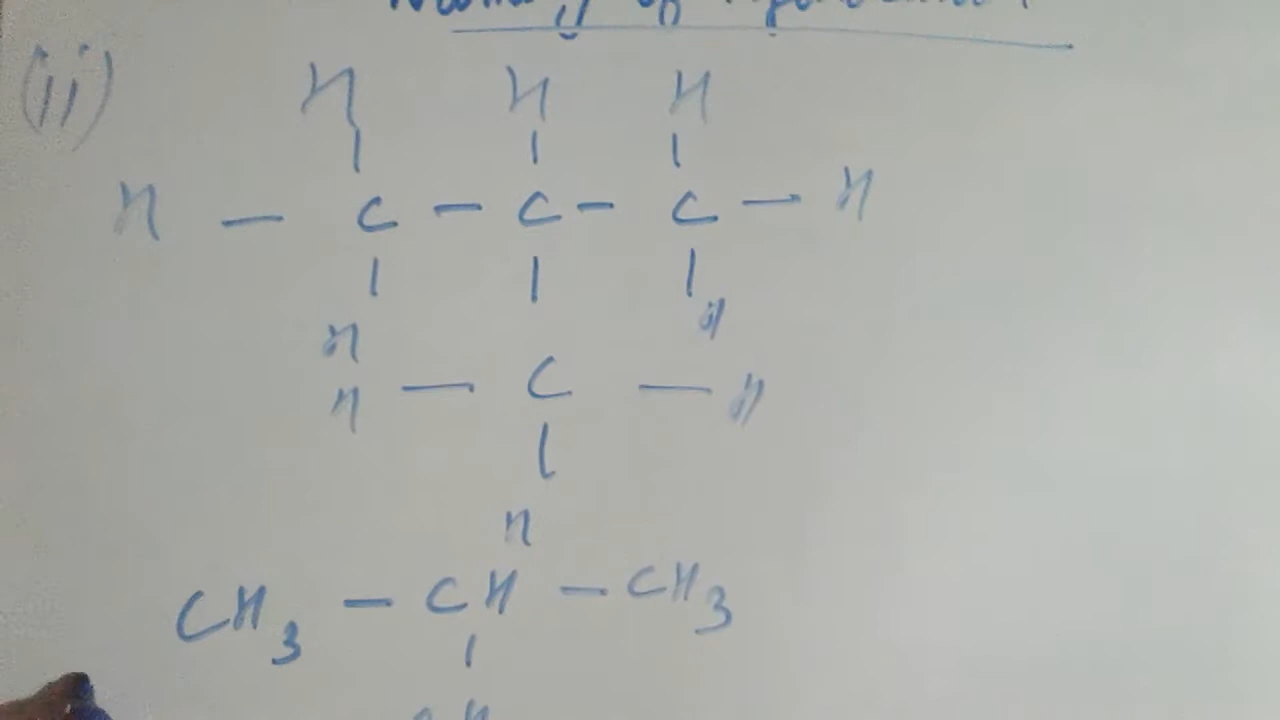 (ii)
H H H
H - C - C - C - H
H H
H - C - H
H
CH3 - CH - CH3